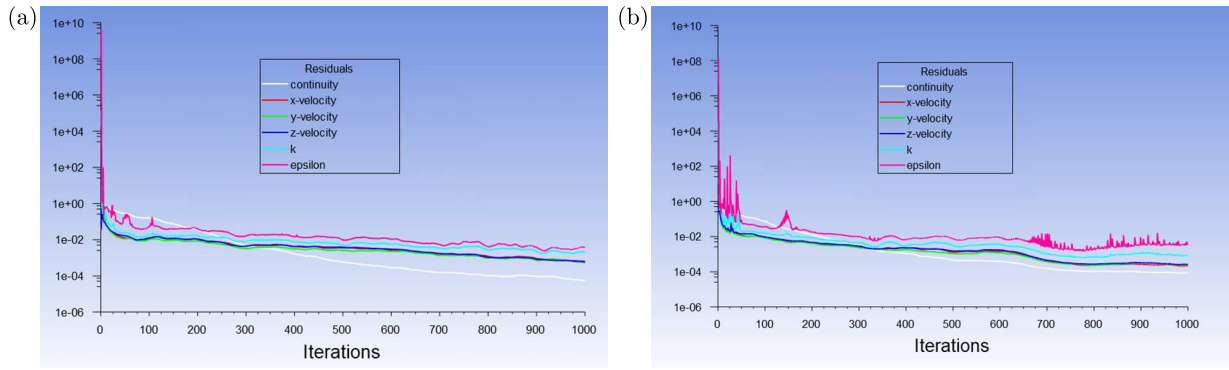 (a)
1e+10
1e+08
1e+06
1e+04
1e+02
1e+00
1e-02
1e-04
1e-06
Residuals
continuity
x-velocity
y-velocity
z-velocity
k
epsilon
0 100 200 300 400 500 600 700 800 900 1000
Iterations
(b)
1e+10
1e+08
1e+06
1e+04
1e+02
1e+00
1e-02
1e-04
1e-06
Residuals
continuity
x-velocity
y-velocity
z-velocity
k
epsilon
0 100 200 300 400 500 600 700 800 900 1000
Iterations